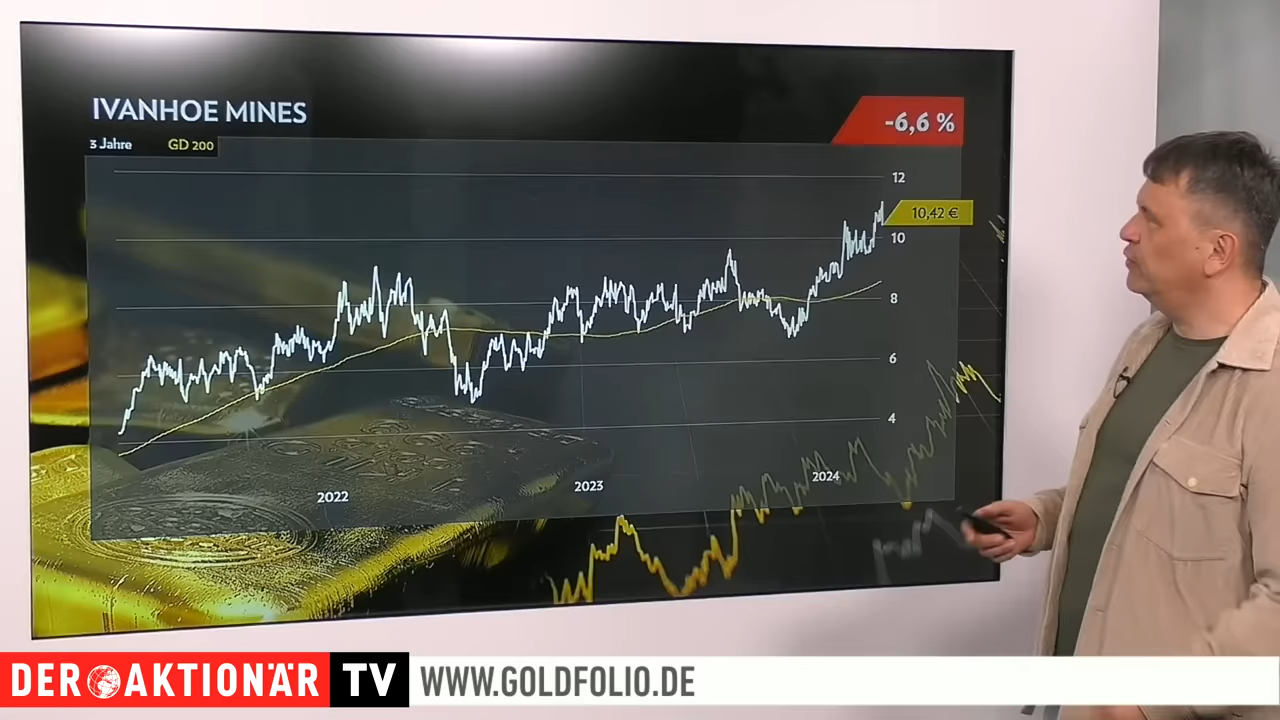 IVANHOE MINES
-6,6 %
3 Jahre GD 200
12
10,42 €
10
8
6
4
2022
2023
2024
DER AKTIONÄR TV
WWW.GOLDFOLIO.DE